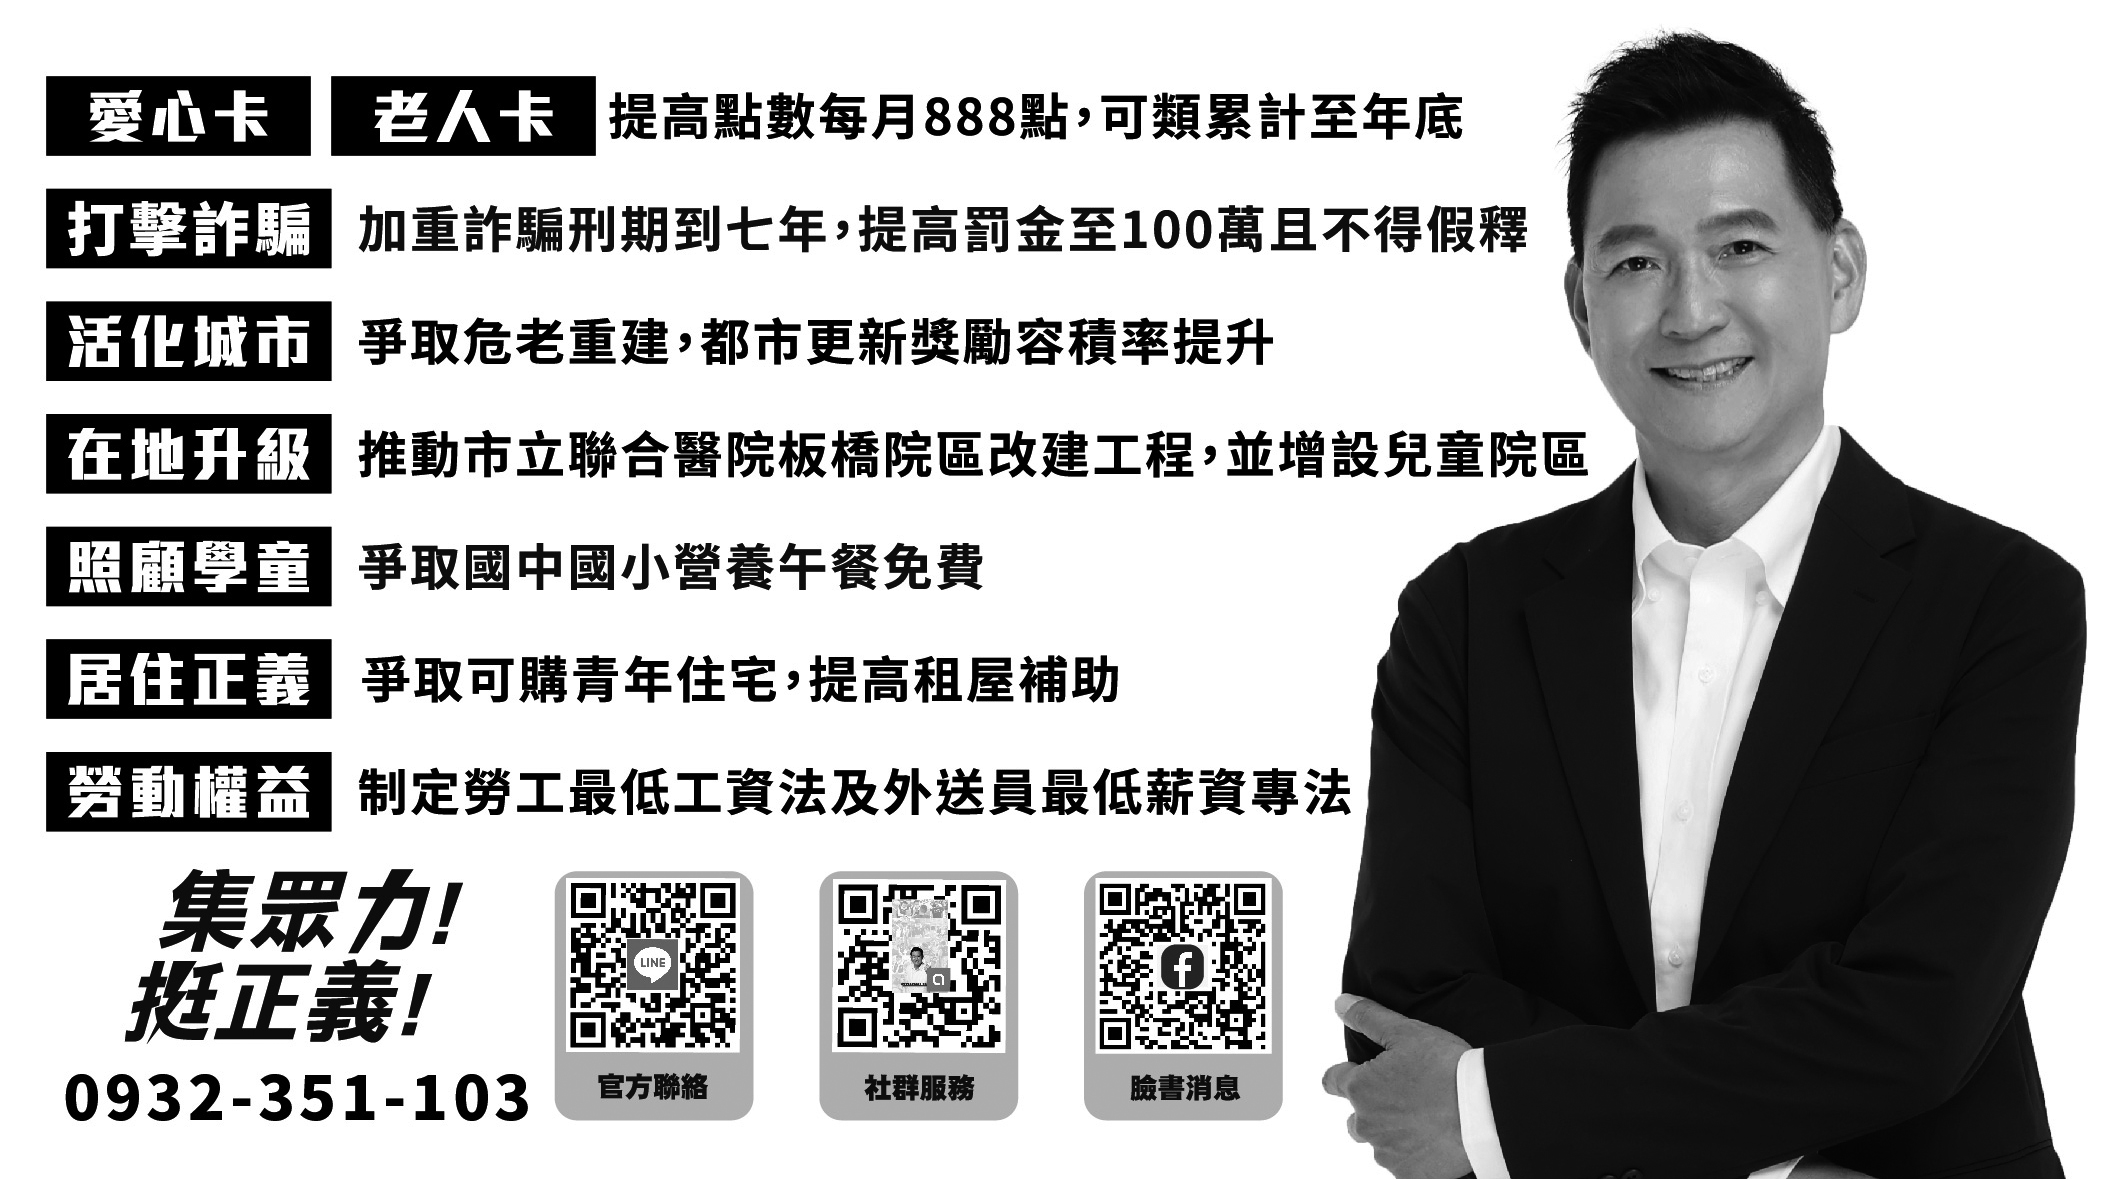 愛心卡 老人卡 提高點數每月888點，可類累計至年底
打擊詐騙 加重詐騙刑期到七年，提高罰金至100萬且不得假釋
活化城市 爭取危老重建，都市更新獎勵容積率提升
在地升級 推動市立聯合醫院板橋院區改建工程，並增設兒童院區
照顧學童 爭取國中國小營養午餐免費
居住正義 爭取可購青年住宅，提高租屋補助
勞動權益 制定勞工最低工資法及外送員最低薪資專法
集眾力!
挺正義!
0932-351-103
LINE
官方聯絡
社群服務
臉書消息